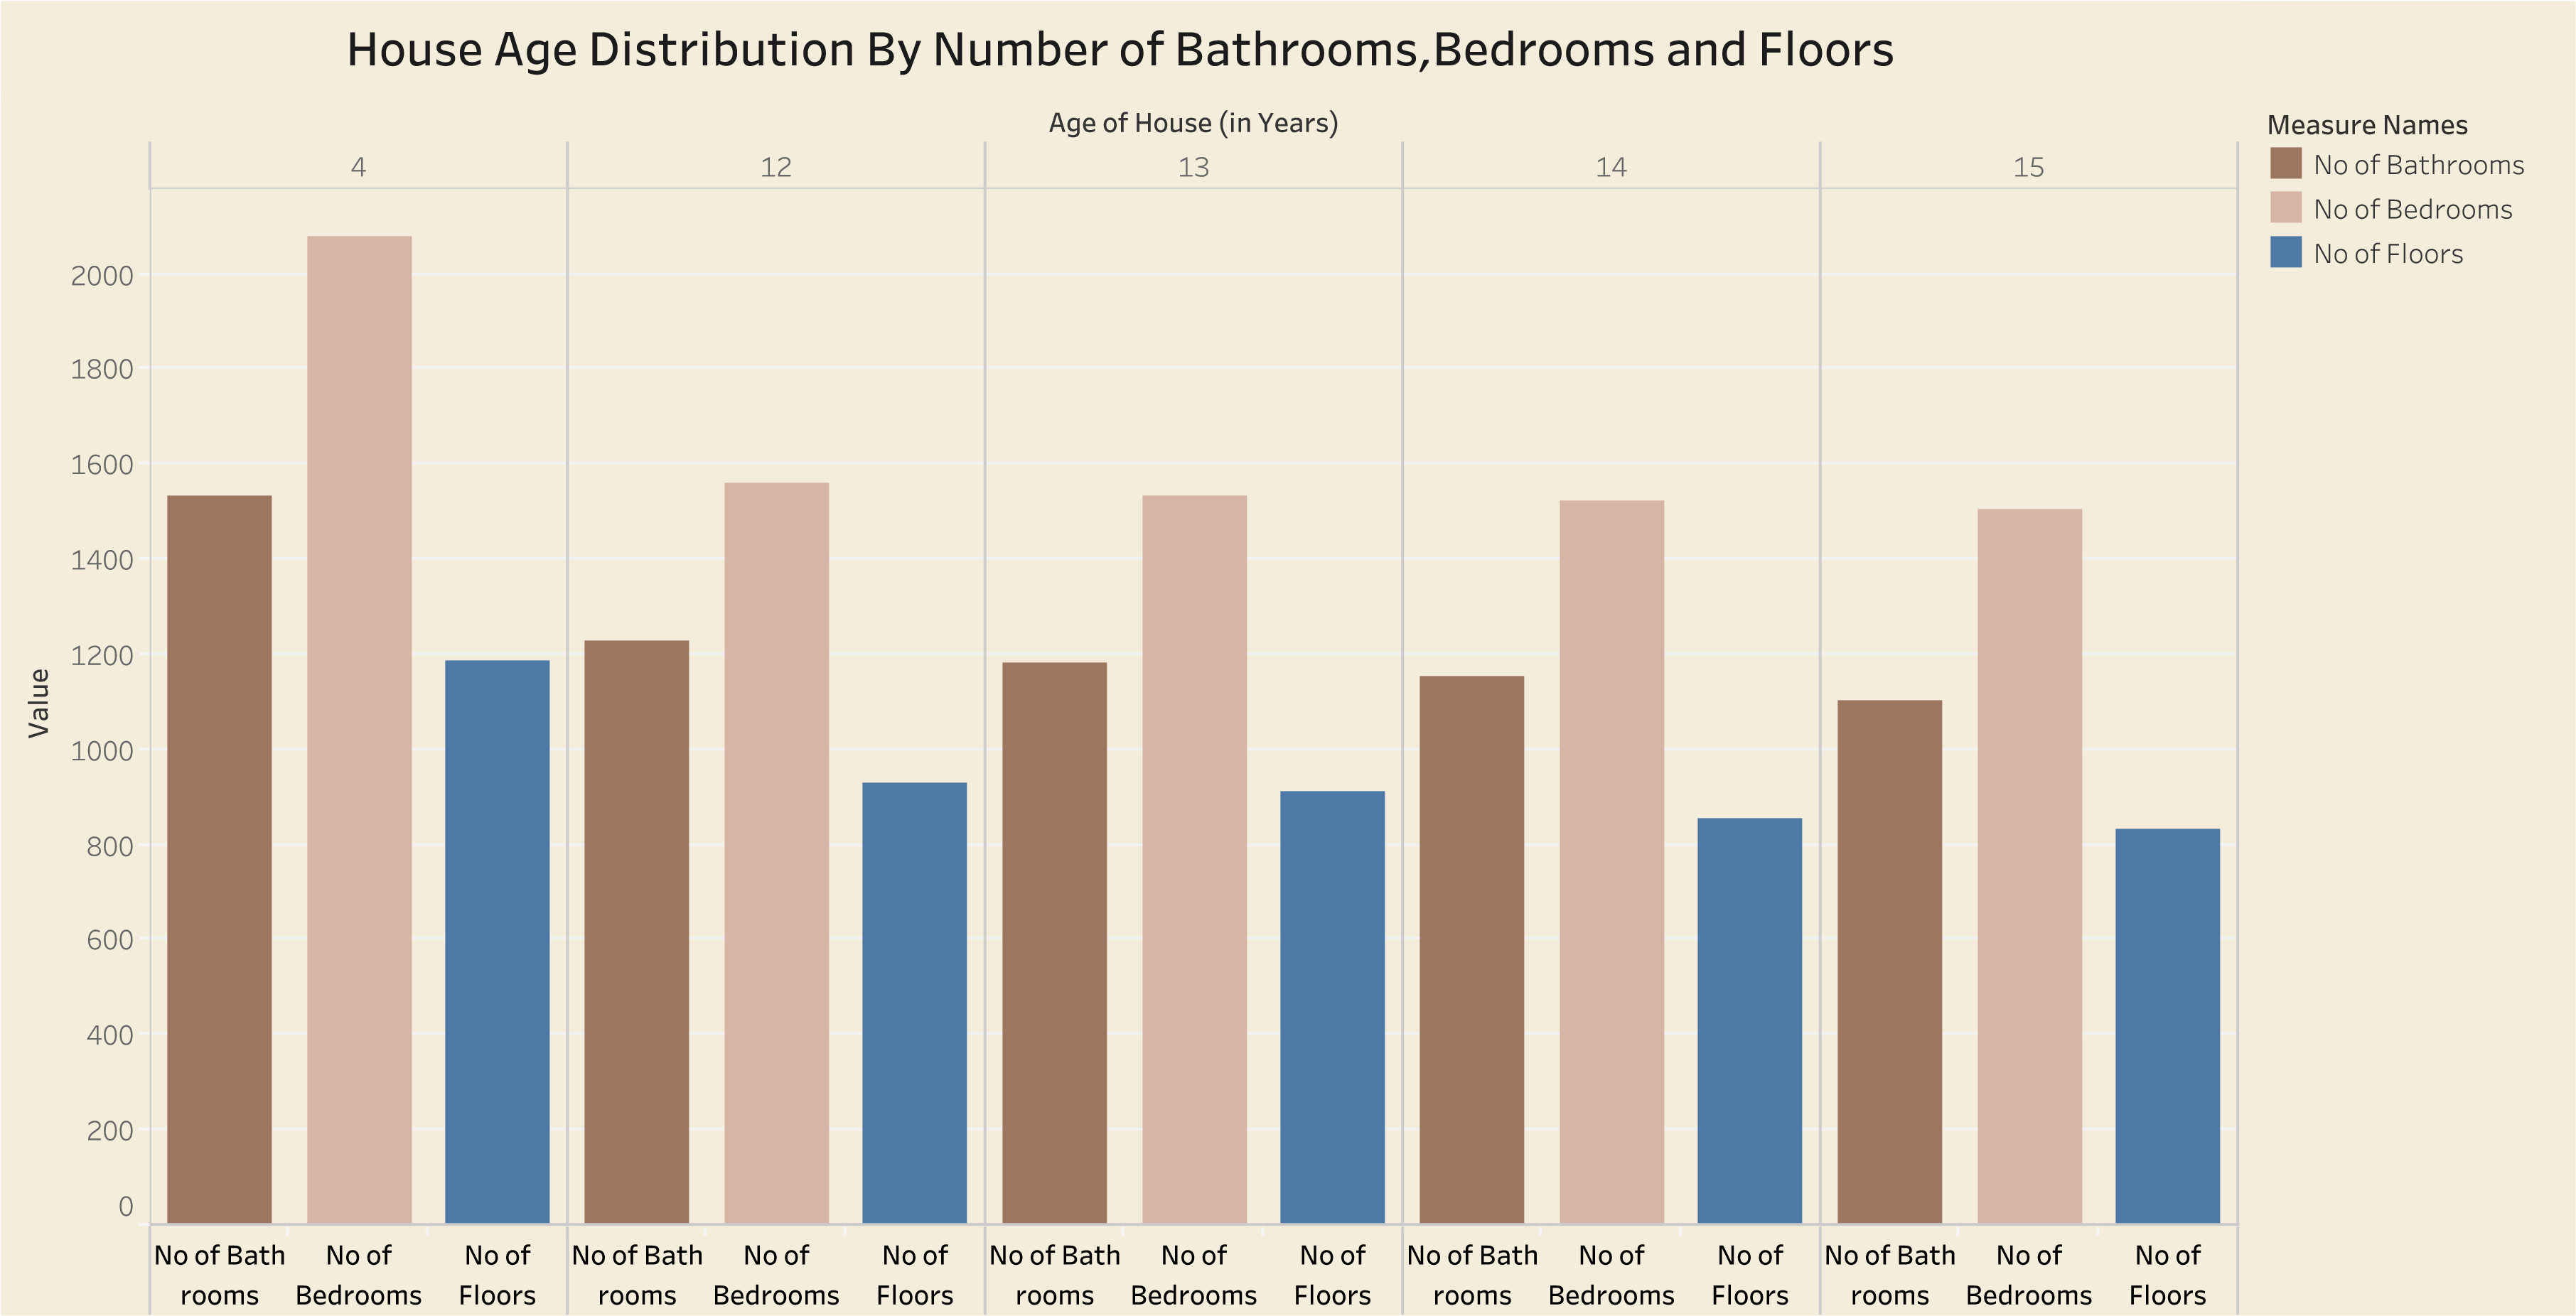 House Age Distribution By Number of Bathrooms,Bedrooms and Floors
Age of House (in Years)
4 12 13 14 15
Measure Names
No of Bathrooms
No of Bedrooms
No of Floors
Value
2000
1800
1600
1400
1200
1000
800
600
400
200
0
No of Bath No of No of No of Bath No of No of No of Bath No of No of No of Bath No of No of No of Bath No of No of
rooms Bedrooms Floors rooms Bedrooms Floors rooms Bedrooms Floors rooms Bedrooms Floors rooms Bedrooms Floors